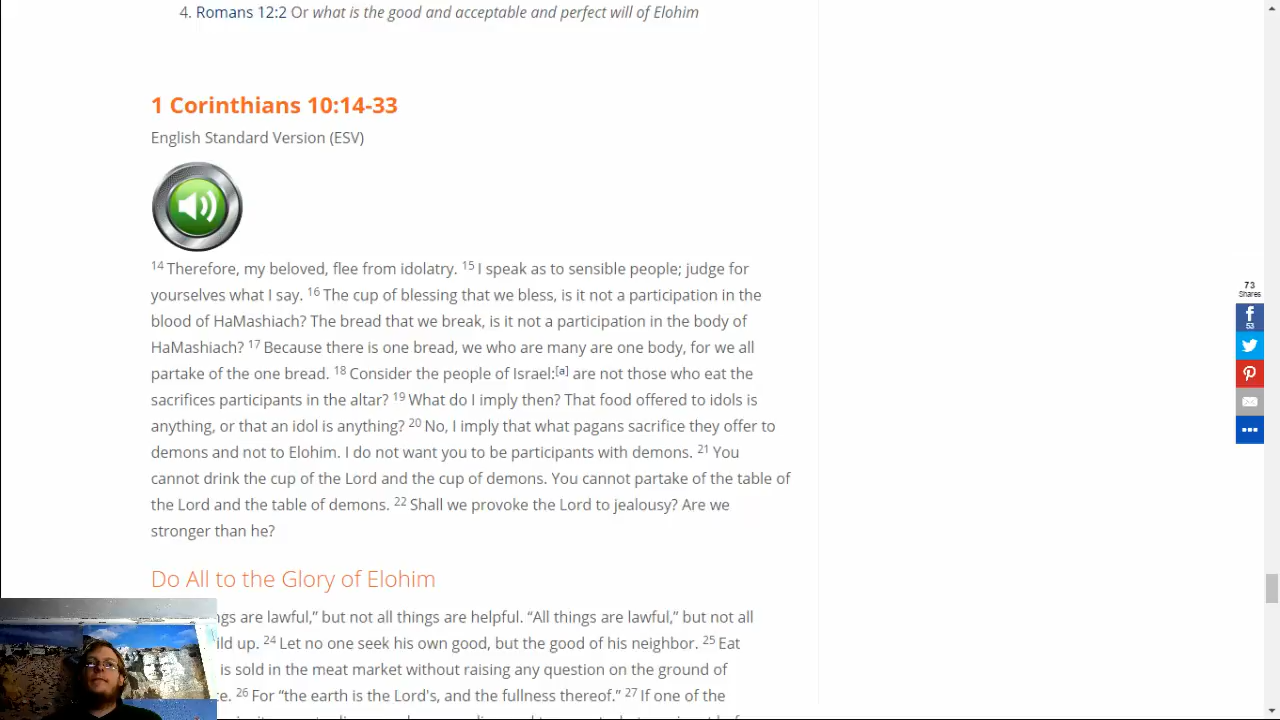 4. Romans 12:2 Or what is the good and acceptable and perfect will of Elohim
1 Corinthians 10:14-33
English Standard Version (ESV)
14 Therefore, my beloved, flee from idolatry. 15 I speak as to sensible people; judge for
yourselves what I say. 16 The cup of blessing that we bless, is it not a participation in the
blood of HaMashiach? The bread that we break, is it not a participation in the body of
HaMashiach? 17 Because there is one bread, we who are many are one body, for we all
partake of the one bread. 18 Consider the people of Israel:[a] are not those who eat the
sacrifices participants in the altar? 19 What do I imply then? That food offered to idols is
anything, or that an idol is anything? 20 No, I imply that what pagans sacrifice they offer to
demons and not to Elohim. I do not want you to be participants with demons. 21 You
cannot drink the cup of the Lord and the cup of demons. You cannot partake of the table of
the Lord and the table of demons. 22 Shall we provoke the Lord to jealousy? Are we
stronger than he?
Do All to the Glory of Elohim
ngs are lawful,” but not all things are helpful. “All things are lawful,” but not all
ild up. 24 Let no one seek his own good, but the good of his neighbor. 25 Eat
is sold in the meat market without raising any question on the ground of
e. 26 For “the earth is the Lord's, and the fullness thereof.” 27 If one of the
73
Shares
53